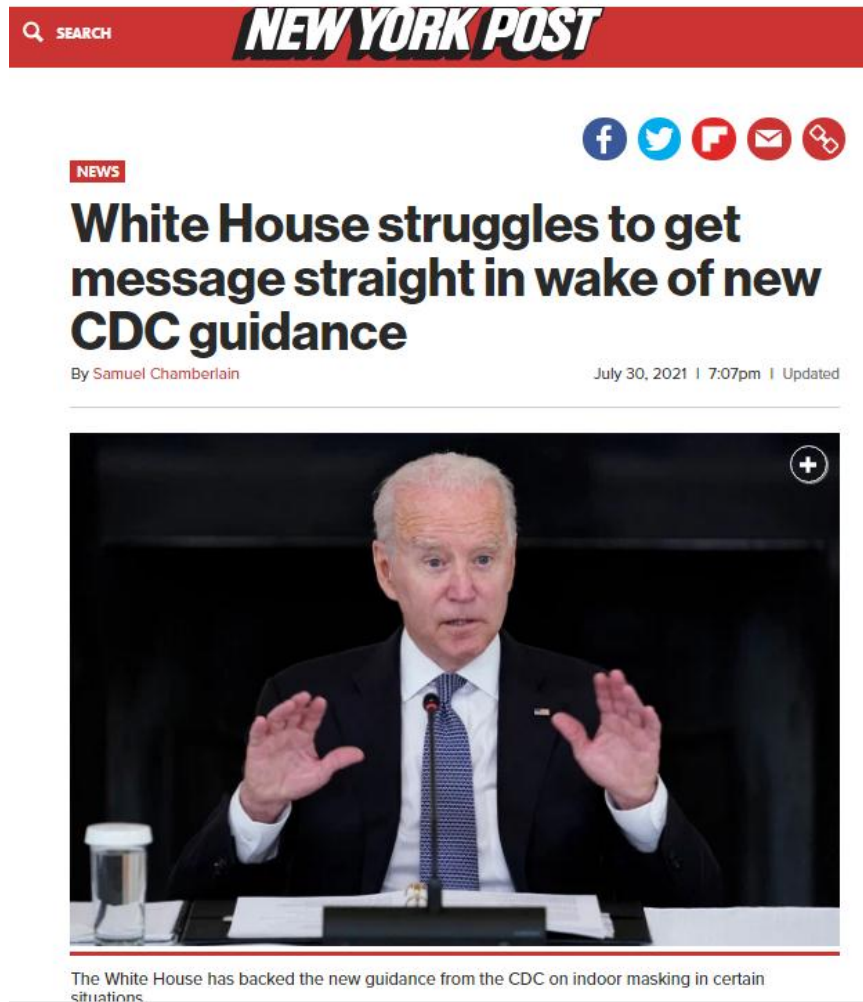 SEARCH
NEW YORK POST
NEWS
White House struggles to get
message straight in wake of new
CDC guidance
By Samuel Chamberlain
July 30, 2021 | 7:07pm | Updated
The White House has backed the new guidance from the CDC on indoor masking in certain
situations